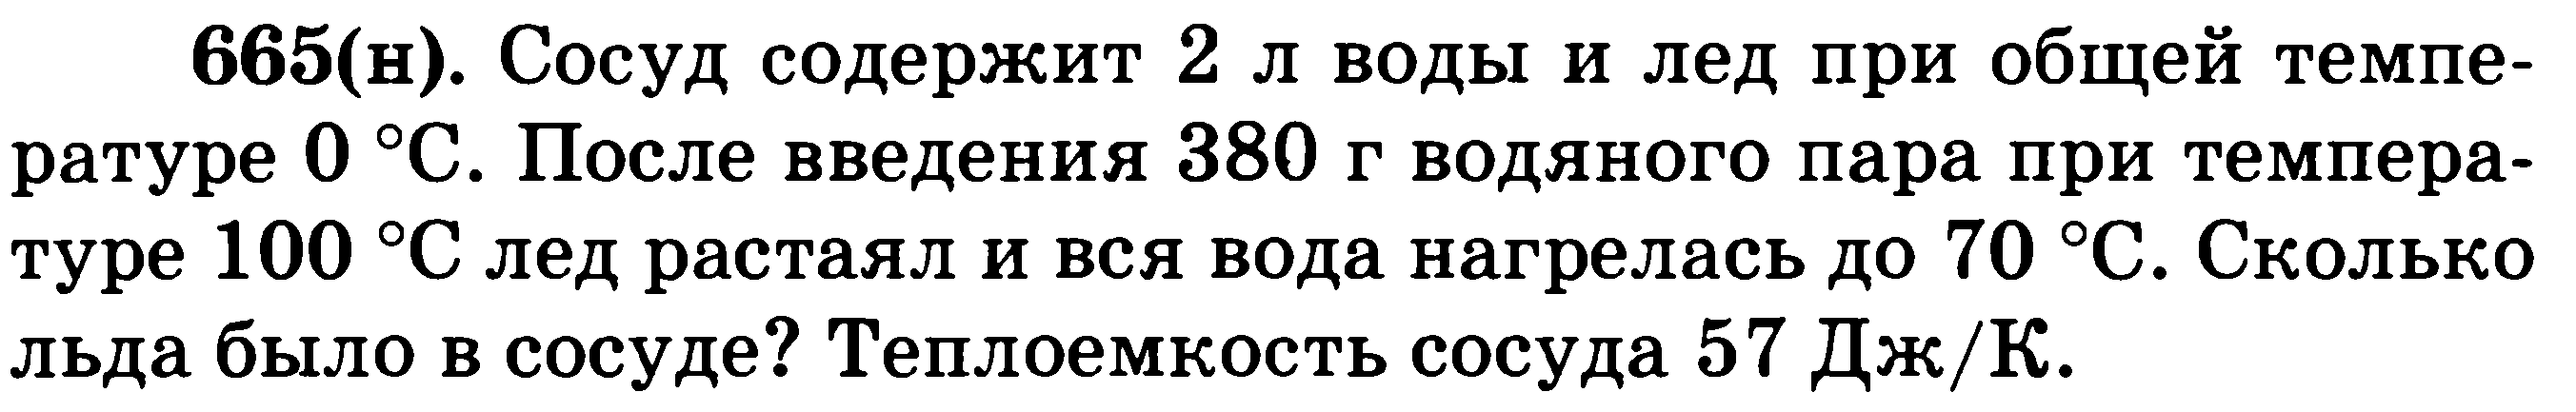 665(н). Сосуд содержит 2 л воды и лед при общей темпе-
ратуре 0 °С. После введения 380 г водяного пара при темпера-
туре 100 °С лед растаял и вся вода нагрелась до 70 °С. Сколько
льда было в сосуде? Теплоемкость сосуда 57 Дж/К.